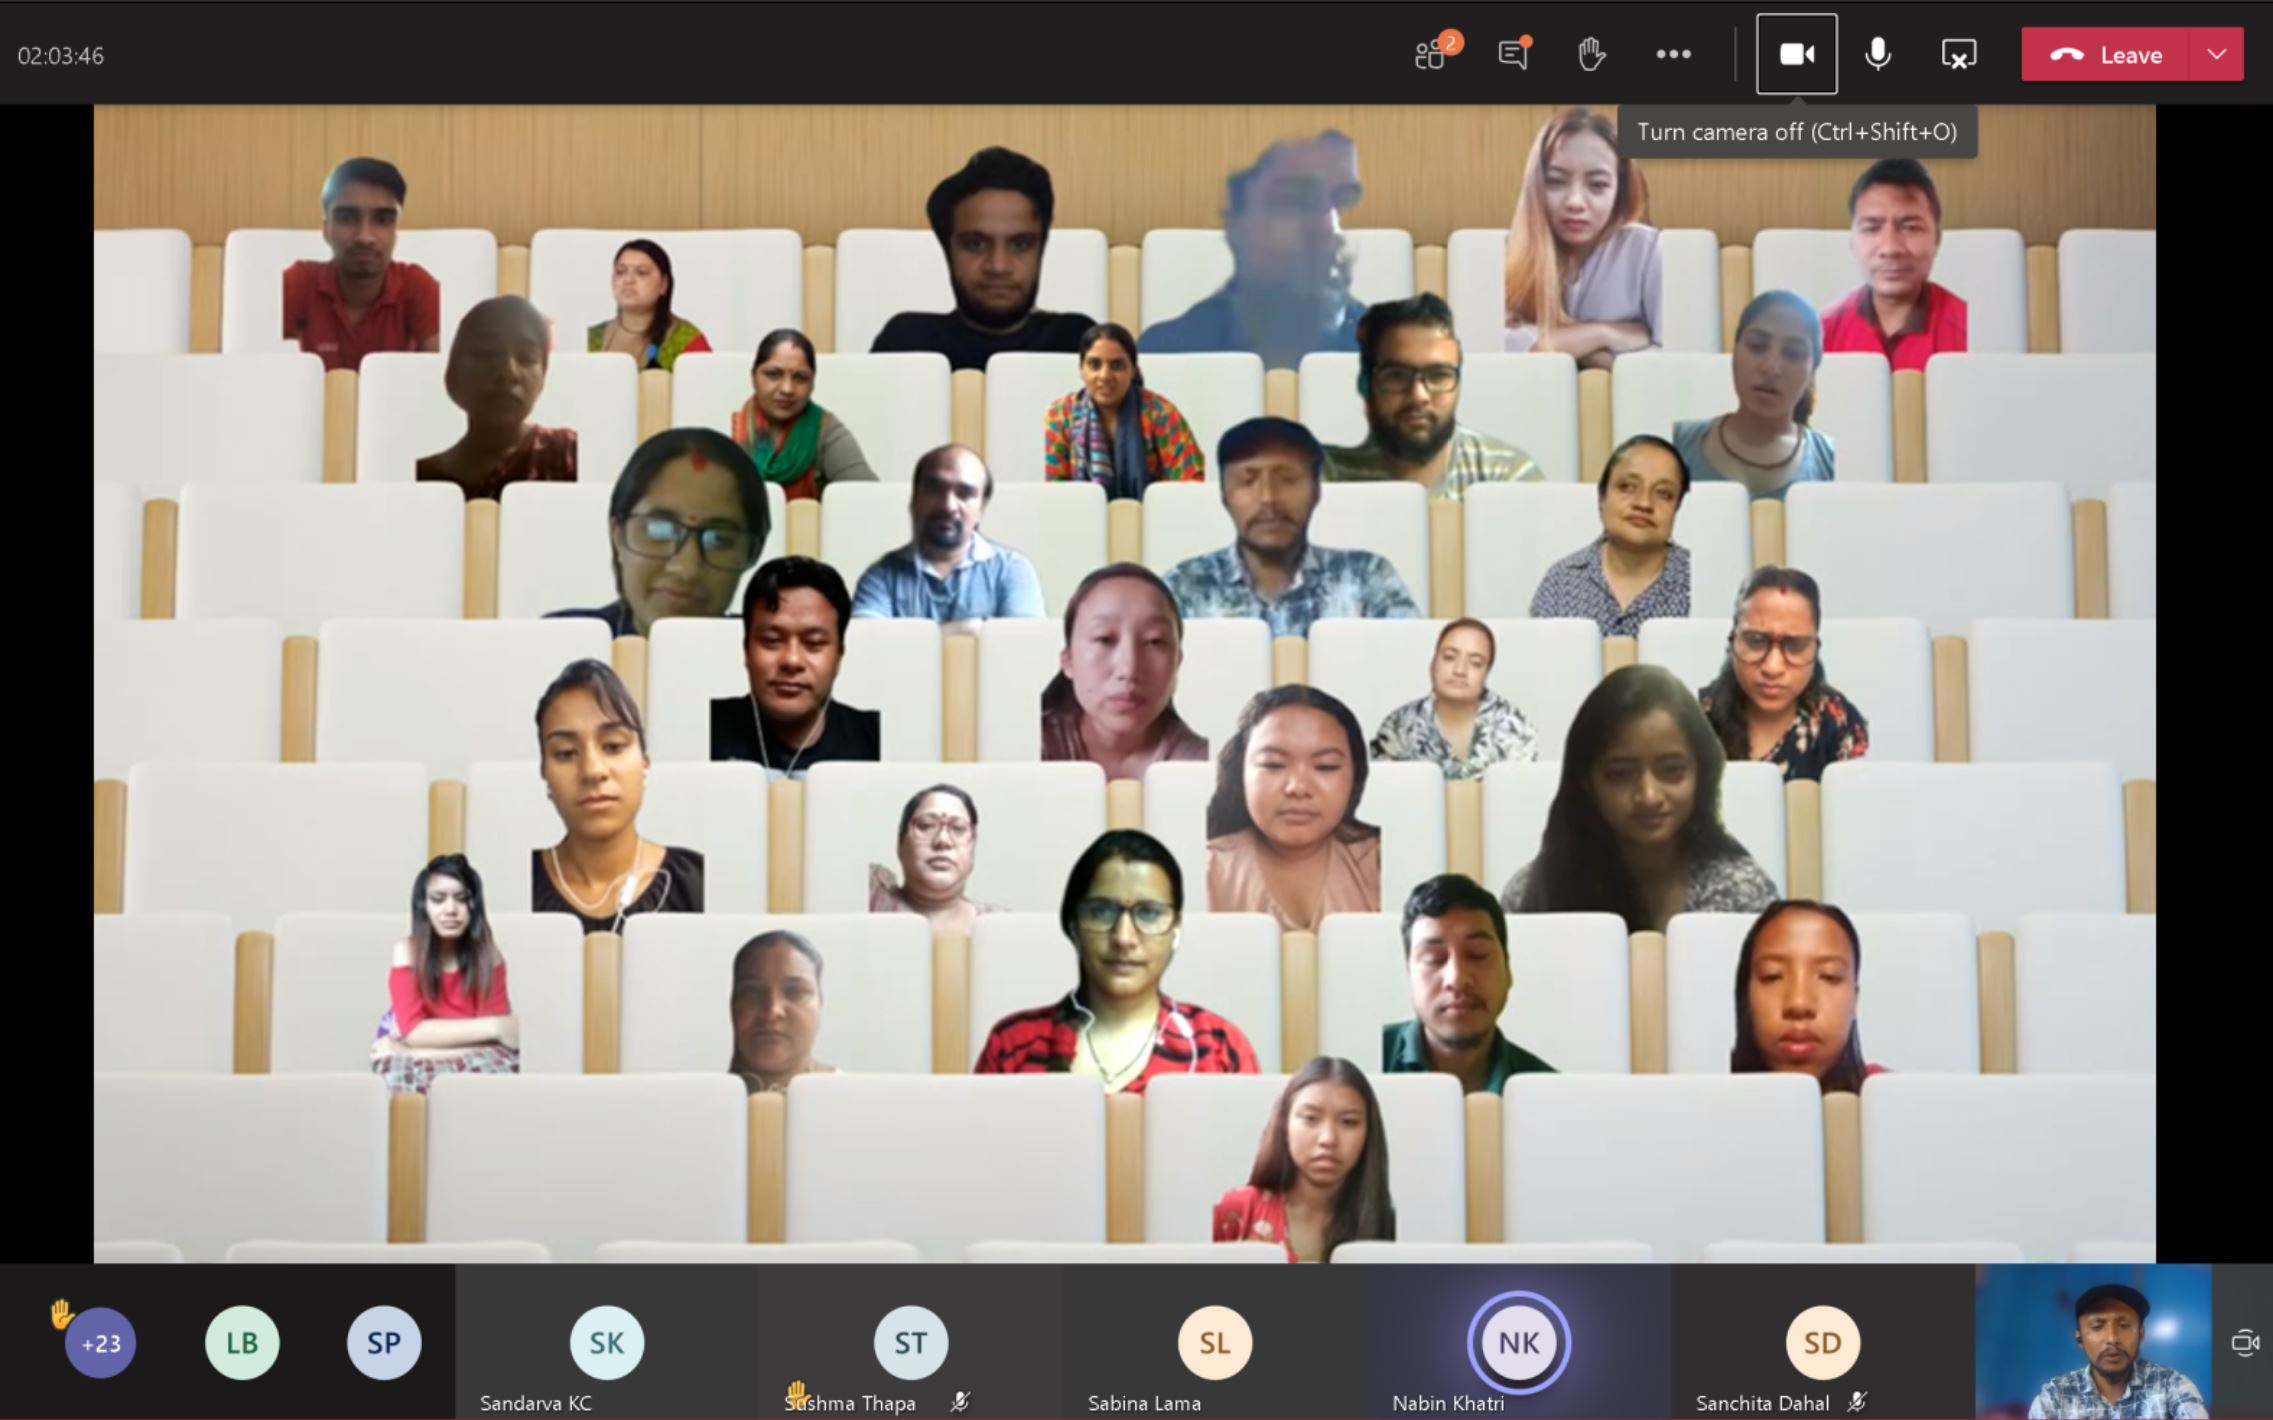 02:03:46
2
Leave
Turn camera off (Ctrl+Shift+O)
+23
LB
SP
SK
ST
SL
NK
SD
Sandarva KC
Sushma Thapa
Sabina Lama
Nabin Khatri
Sanchita Dahal